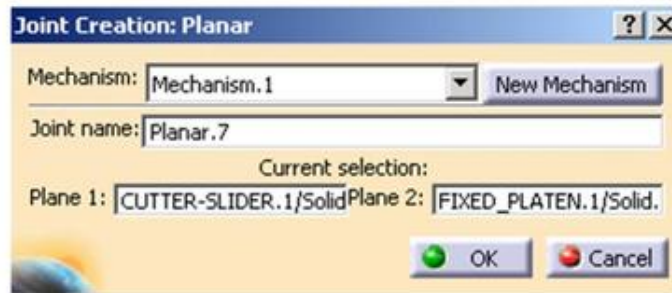 Joint Creation: Planar ? X
Mechanism: Mechanism.1 New Mechanism
Joint name: Planar.7
Current selection:
Plane 1: CUTTER-SLIDER.1/Solid Plane 2: FIXED_PLATEN.1/Solid.
OK Cancel